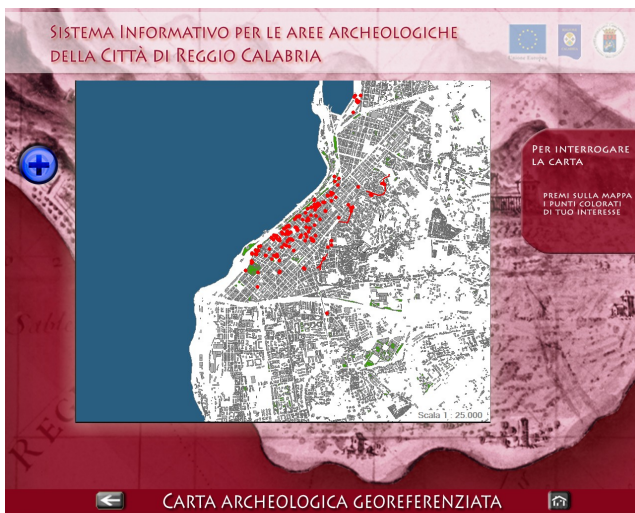 Sistema Informativo per le aree archeologiche
della Città di Reggio Calabria
Per interrogare
la carta
premi sulla mappa
i punti colorati
di tuo interesse
Scala 1 : 25.000
Carta archeologica georeferenziata